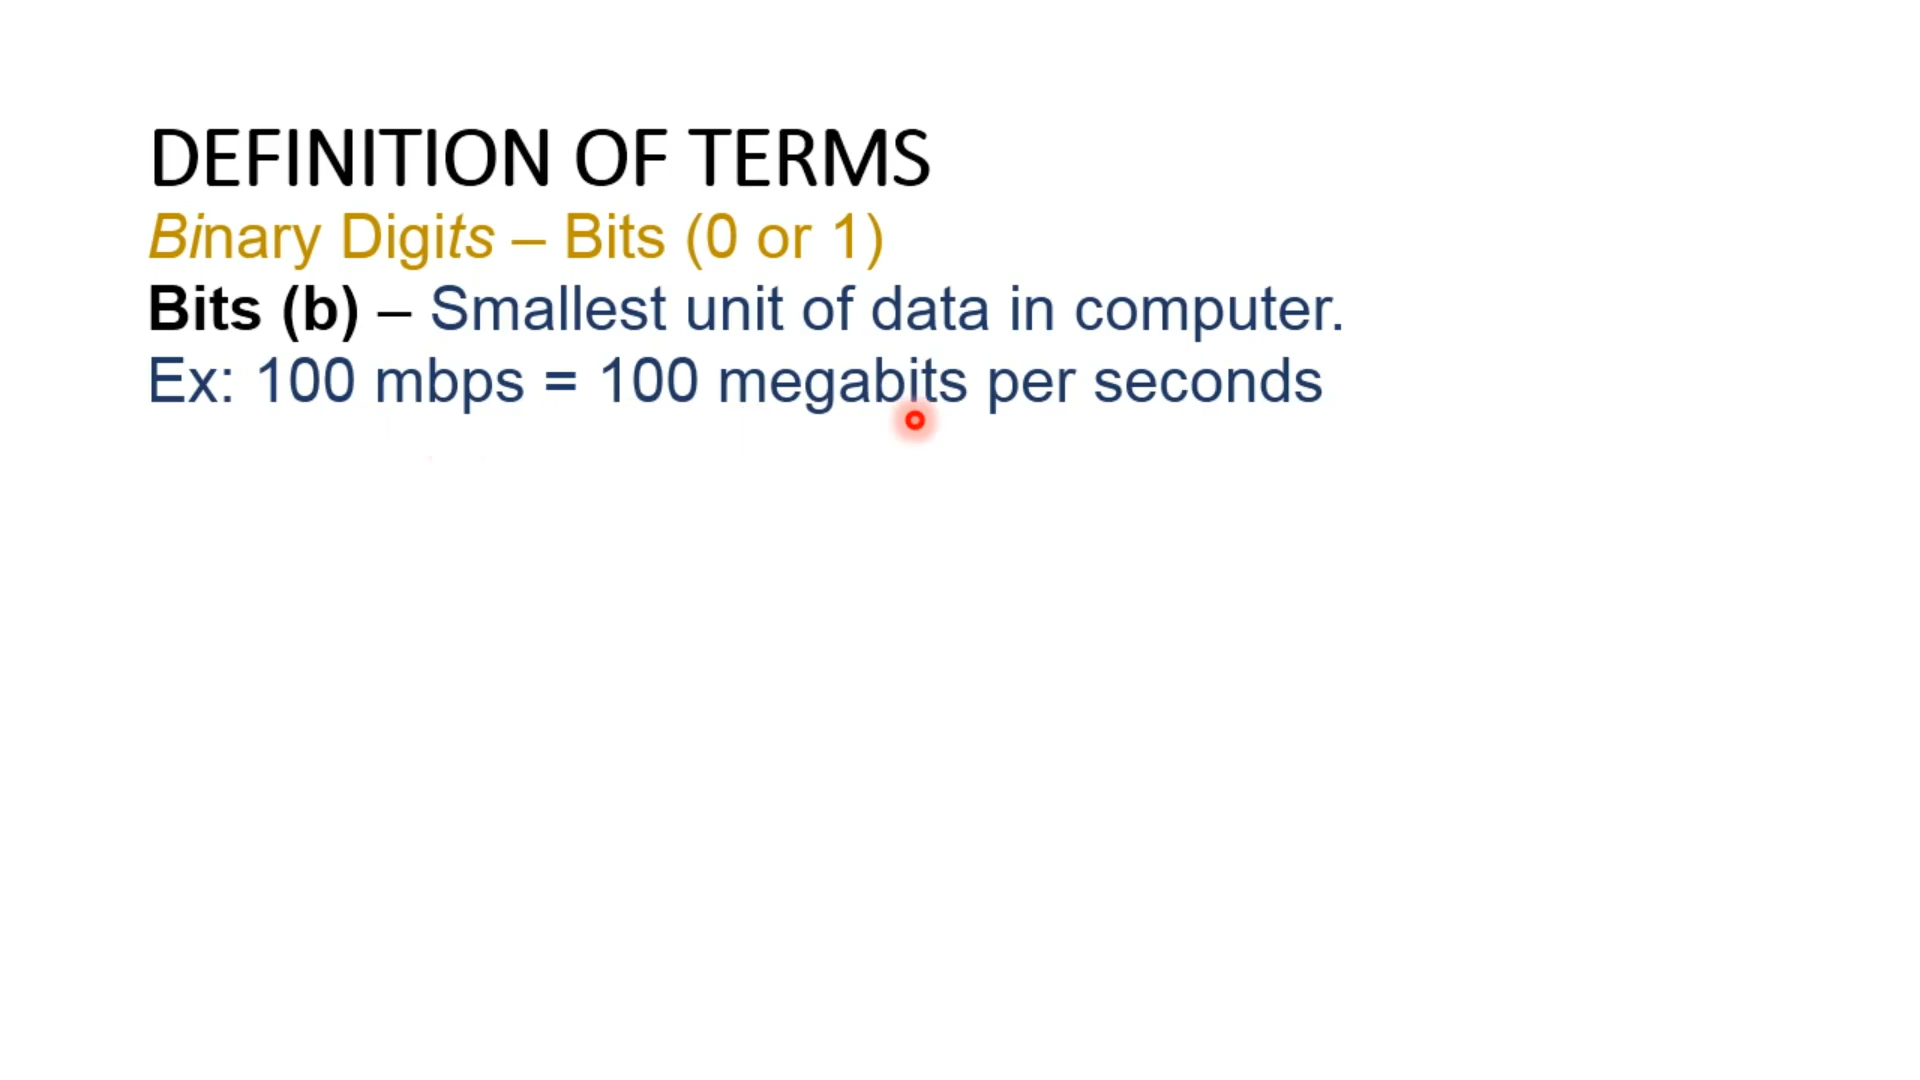 DEFINITION OF TERMS
Binary Digits – Bits (0 or 1)
Bits (b) – Smallest unit of data in computer.
Ex: 100 mbps = 100 megabits per seconds